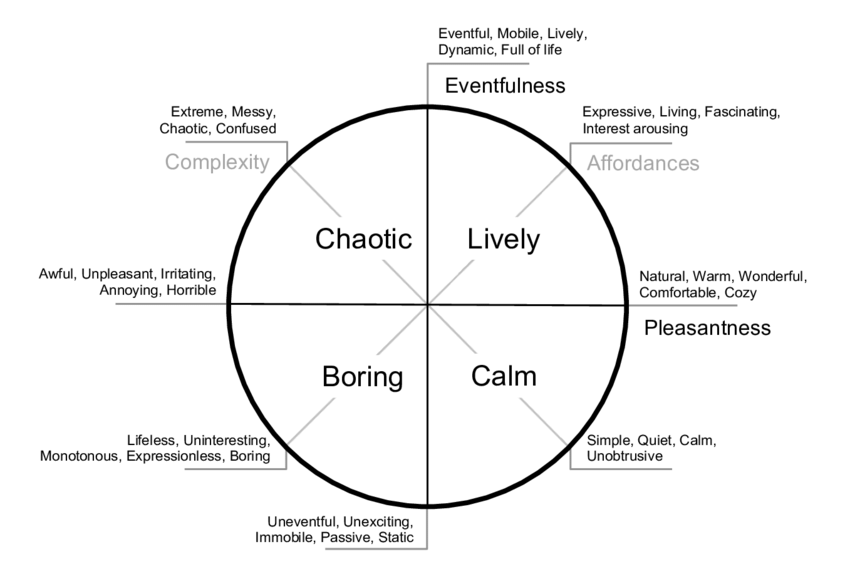 Eventful, Mobile, Lively,
Dynamic, Full of life
Eventfulness
Extreme, Messy,
Chaotic, Confused
Complexity
Expressive, Living, Fascinating,
Interest arousing
Affordances
Chaotic
Lively
Awful, Unpleasant, Irritating,
Annoying, Horrible
Natural, Warm, Wonderful,
Comfortable, Cozy
Pleasantness
Boring
Calm
Lifeless, Uninteresting,
Monotonous, Expressionless, Boring
Simple, Quiet, Calm,
Unobtrusive
Uneventful, Unexciting,
Immobile, Passive, Static